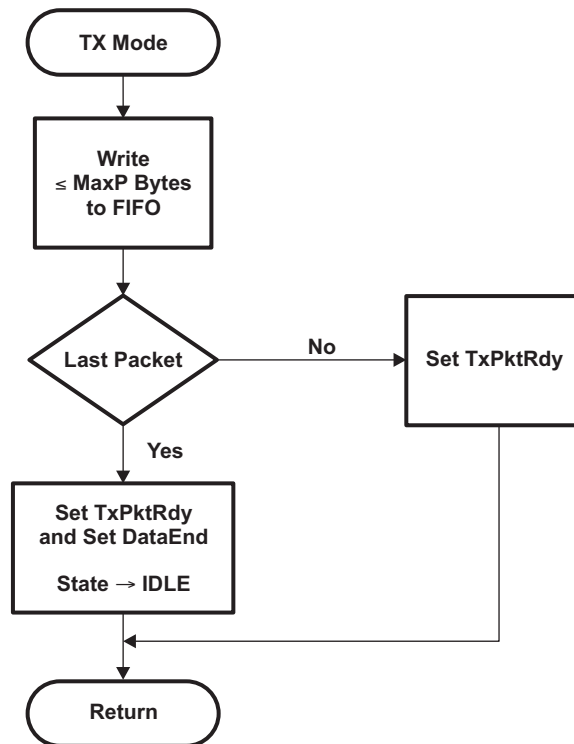 TX Mode
Write
≤ MaxP Bytes
to FIFO
Last Packet
No
Set TxPktRdy
Yes
Set TxPktRdy
and Set DataEnd
State → IDLE
Return